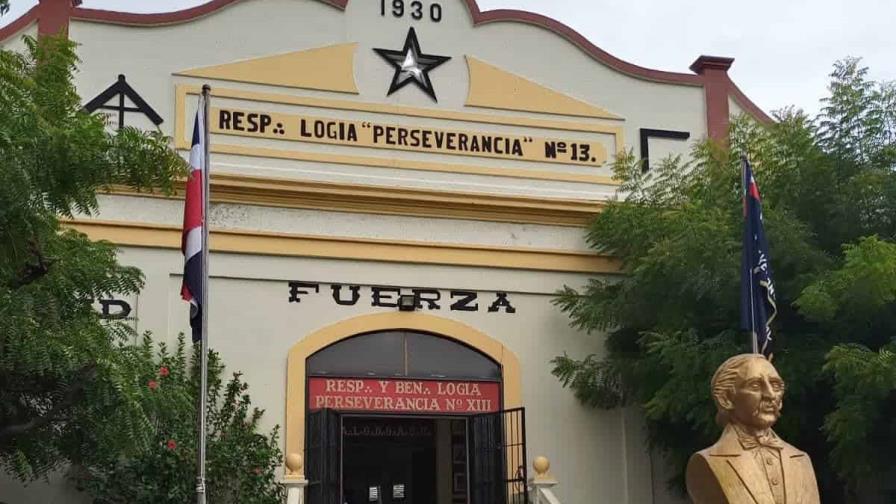 1930
RESP∴ LOGIA "PERSEVERANCIA" Nº 13.
FUERZA
RESP∴ Y BEN∴ LOGIA
PERSEVERANCIA Nº XIII